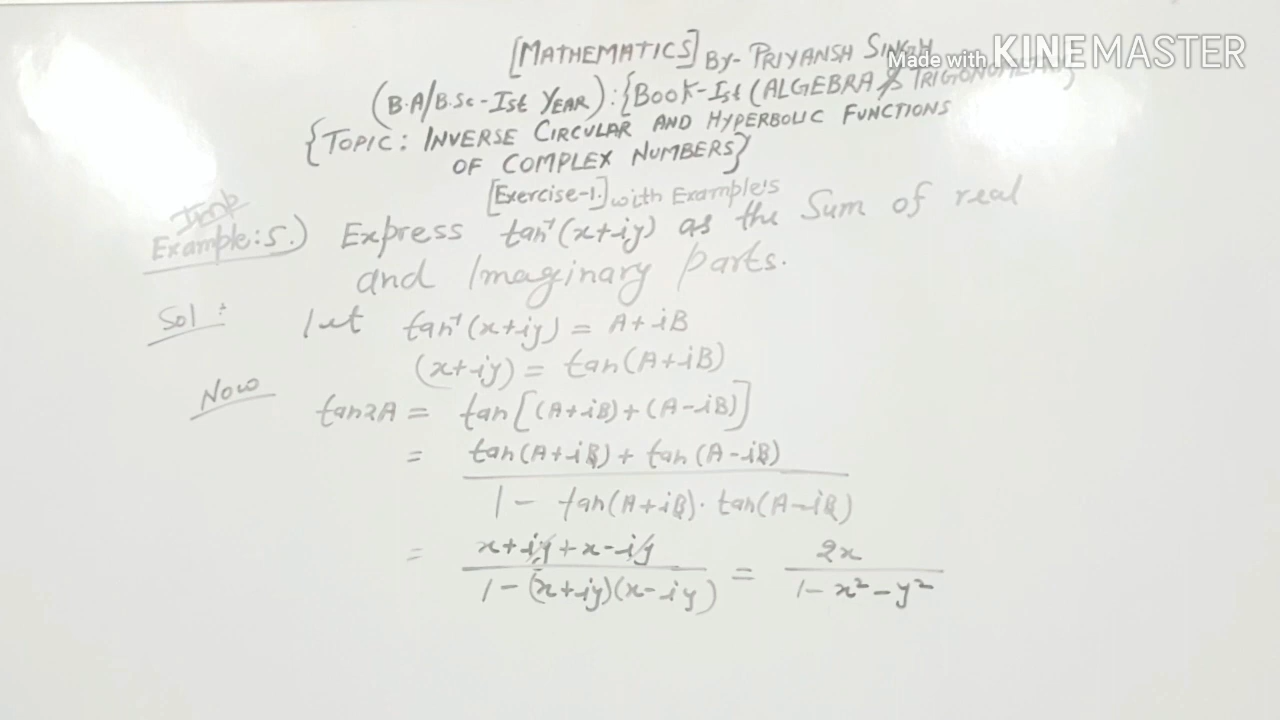 [MATHEMATICS] By- PRIYANSH SINGH
Made with KINEMASTER
(B.A/B.Sc - Ist YEAR) : {BOOK-Ist (ALGEBRA & TRIGONOMETRY)}
{TOPIC : INVERSE CIRCULAR AND HYPERBOLIC FUNCTIONS
OF COMPLEX NUMBERS}
[Exercise-1.] with Example's
Imp
Example:5.) Express tan⁻¹(x+iy) as the Sum of real
and Imaginary parts.
Sol : let tan⁻¹(x+iy) = A+iB
(x+iy) = tan(A+iB)
Now tan2A = tan[(A+iB)+(A-iB)]
= tan(A+iB) + tan(A-iB)
1 - tan(A+iB). tan(A-iB)
= x+iy+x-iy / 1-(x+iy)(x-iy) = 2x / 1-x²-y²